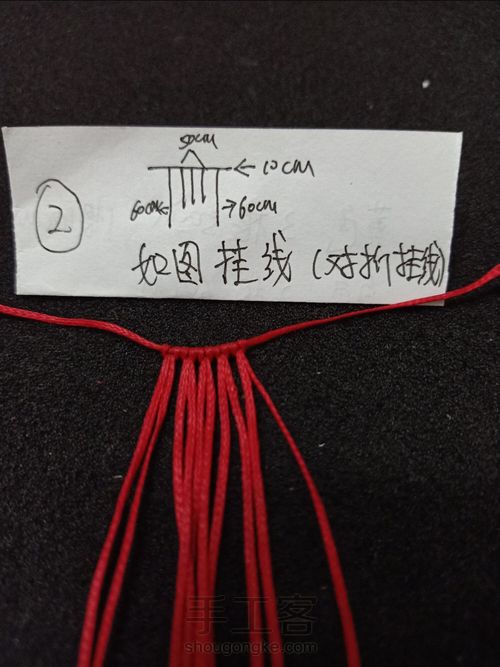 50cm
←10cm
60cm←
→60cm
②
如图挂线(对折挂线)
手工客
shougongke.com